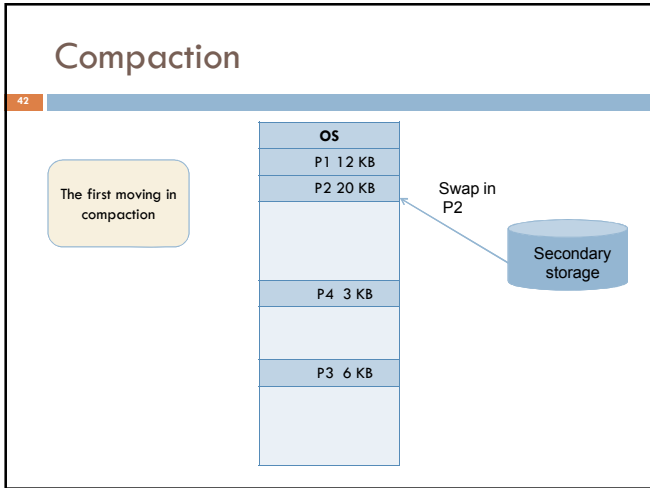 Compaction
42
The first moving in
compaction
OS
P1 12 KB
P2 20 KB
P4 3 KB
P3 6 KB
Swap in
P2
Secondary
storage